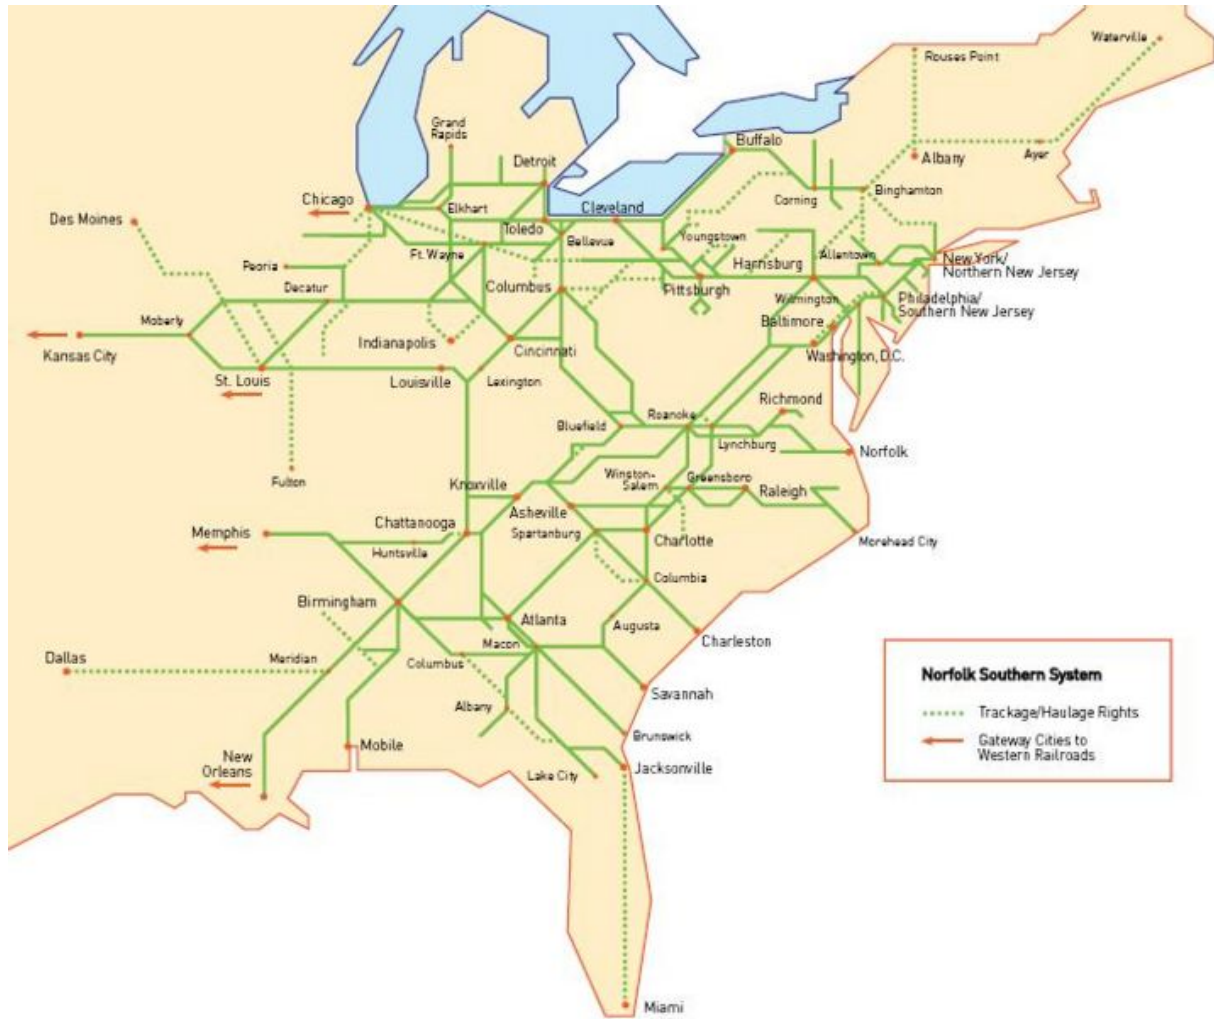 Waterville
Rouses Point
Grand
Rapids
Buffalo
Detroit
Albany
Ayer
Chicago
Elkhart
Cleveland
Corning
Binghamton
Des Moines
Toledo
Bellevue
Youngstown
Ft. Wayne
Allentown
New York/
Northern New Jersey
Peoria
Harrisburg
Decatur
Columbus
Pittsburgh
Wilmington
Philadelphia/
Southern New Jersey
Moberly
Baltimore
Kansas City
Indianapolis
Cincinnati
Washington, D.C.
St. Louis
Louisville
Lexington
Richmond
Bluefield
Roanoke
Lynchburg
Norfolk
Fulton
Knoxville
Winston-
Salem
Greensboro
Raleigh
Asheville
Memphis
Chattanooga
Spartanburg
Charlotte
Morehead City
Huntsville
Columbia
Birmingham
Atlanta
Augusta
Charleston
Macon
Dallas
Meridian
Columbus
Savannah
Albany
Brunswick
New
Orleans
Mobile
Lake City
Jacksonville
Miami
Norfolk Southern System
Trackage/Haulage Rights
Gateway Cities to
Western Railroads